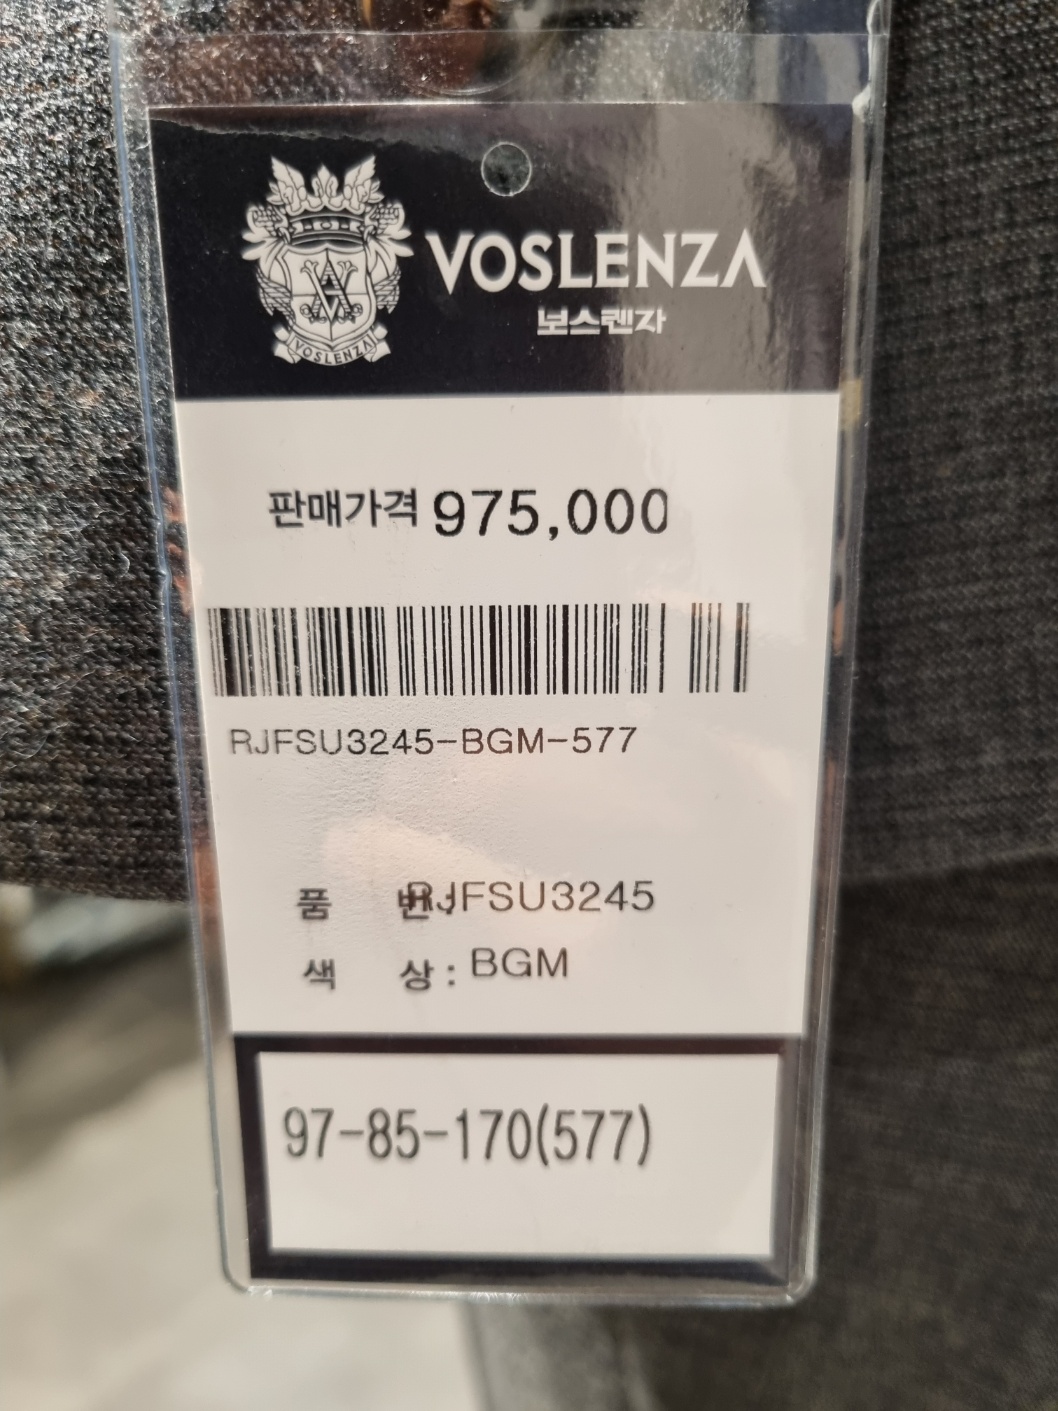 VOSLENZA
보스렌자
VOSLENZA
판매가격 975,000
RJFSU3245-BGM-577
품 번: RJFSU3245
색 상: BGM
97-85-170(577)